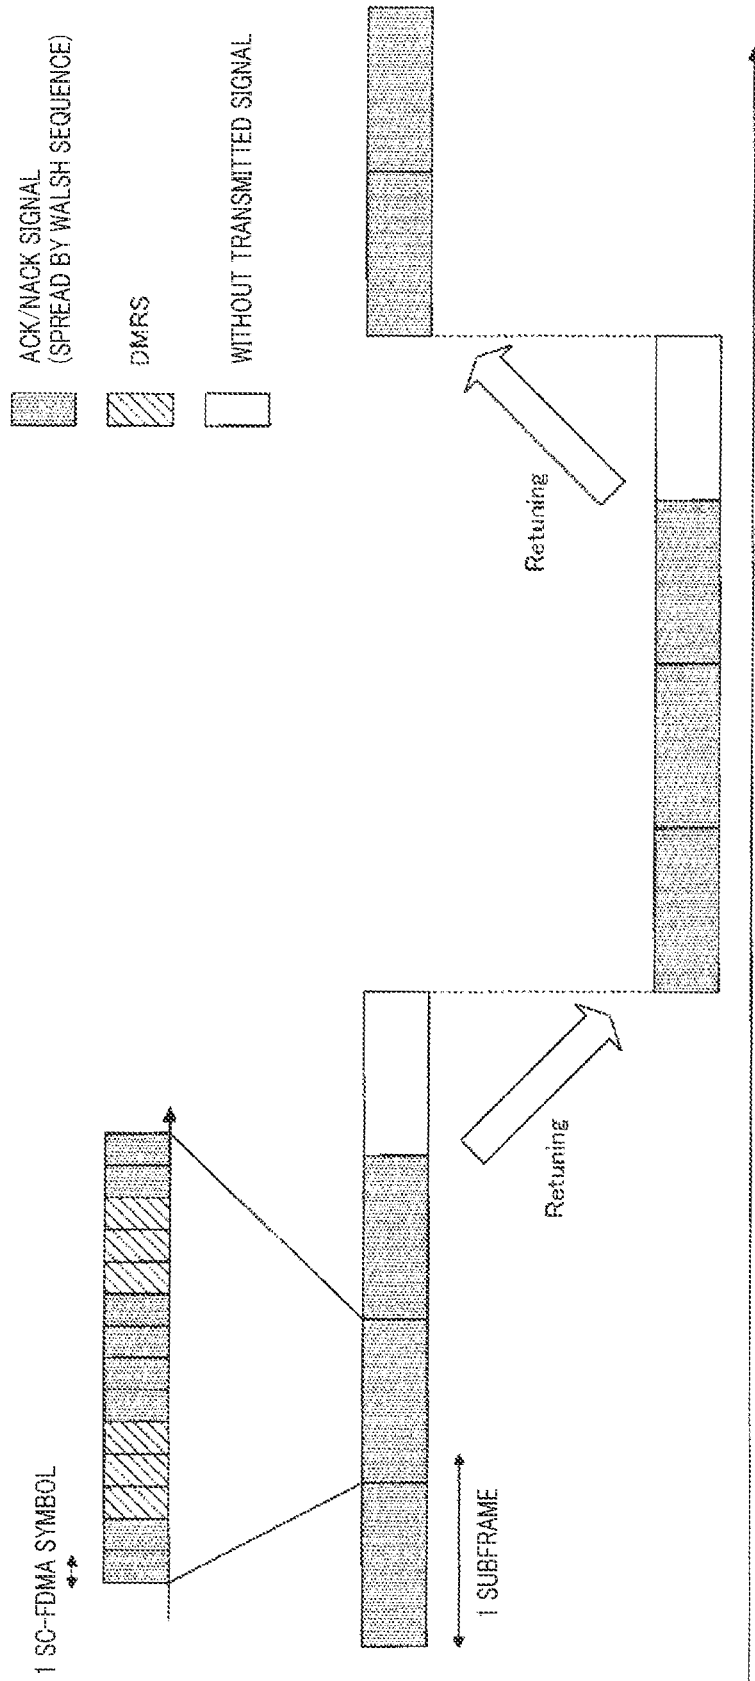 ACK/NACK SIGNAL
(SPREAD BY WALSH SEQUENCE)
DMRS
WITHOUT TRANSMITTED SIGNAL
1 SC-FDMA SYMBOL
1 SUBFRAME
Retuning
Retuning